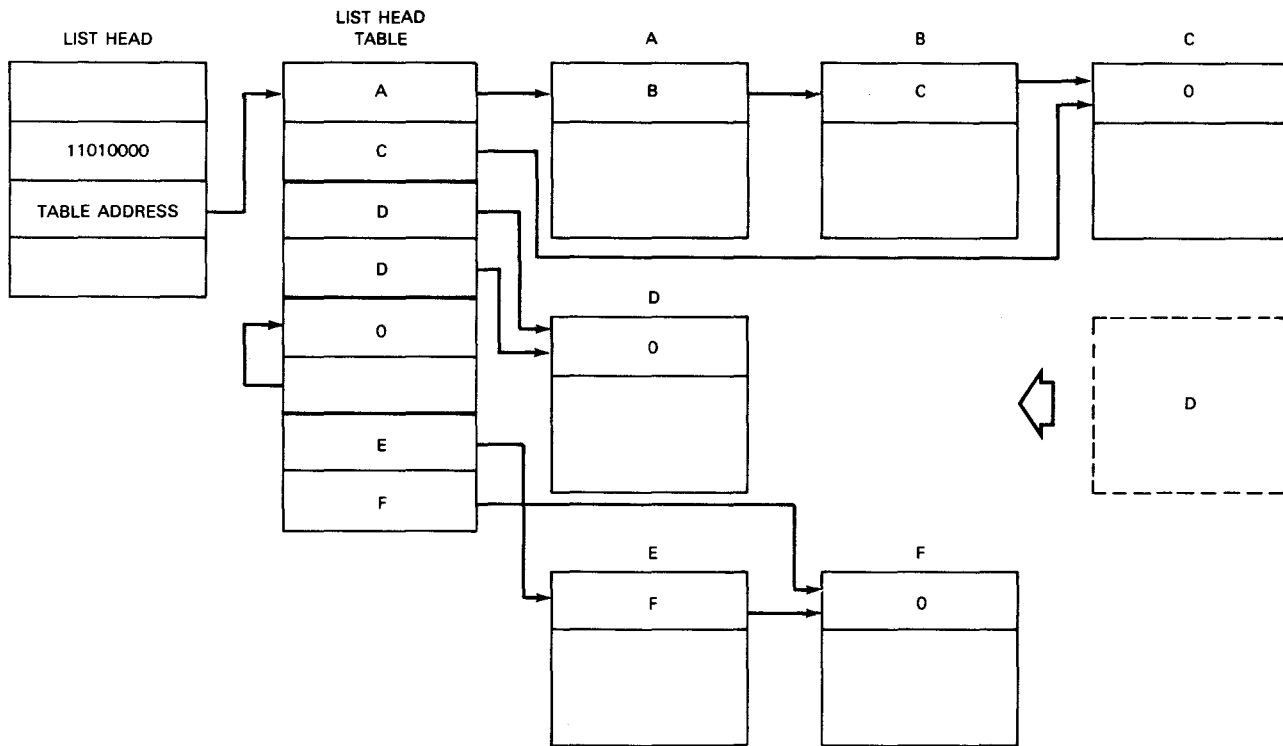 LIST HEAD
11010000
TABLE ADDRESS
LIST HEAD
TABLE
A
C
D
D
0
E
F
A
B
B
C
C
0
D
0
D
E
F
F
0